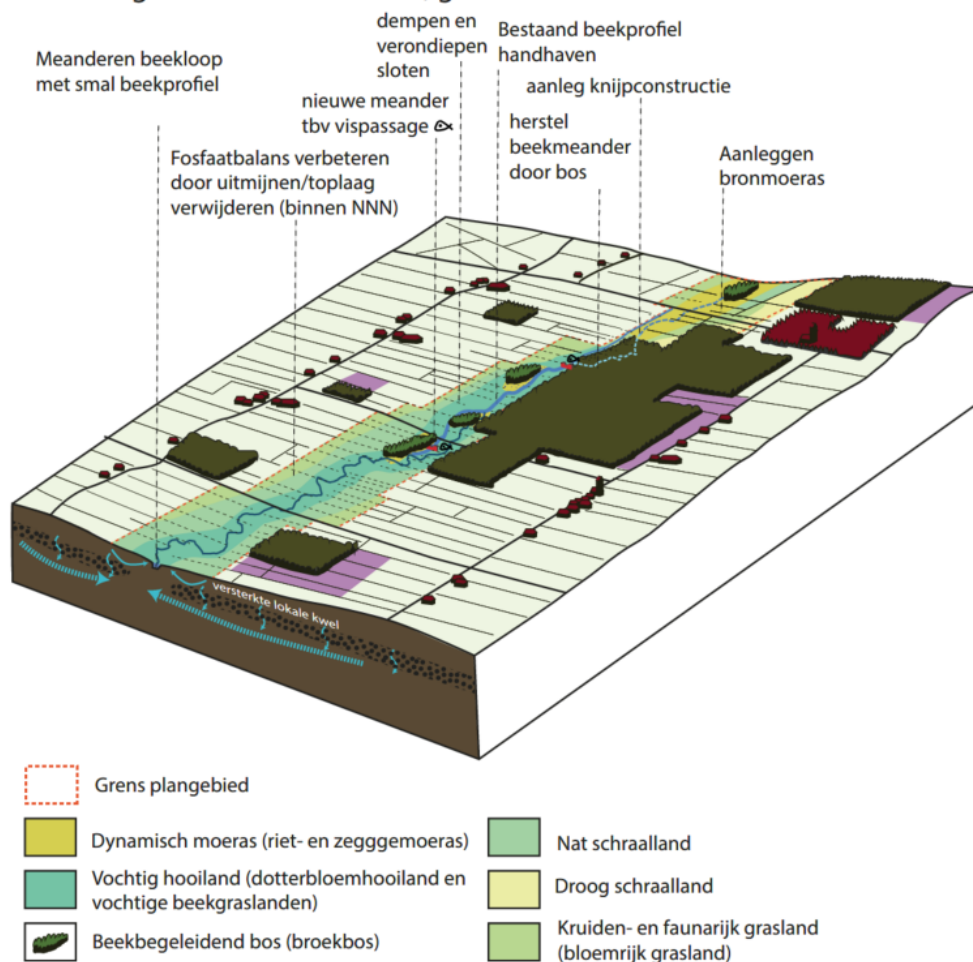 dempen en
verondiepen
sloten
Bestaand beekprofiel
handhaven
Meanderen beekloop
met smal beekprofiel
aanleg knijpconstructie
nieuwe meander
tbv vispassage
herstel
beekmeander
door bos
Fosfaatbalans verbeteren
door uitmijnen/toplaag
verwijderen (binnen NNN)
Aanleggen
bronmoeras
versterkte lokale kwel
Grens plangebied
Dynamisch moeras (riet- en zegggemoeras)
Nat schraalland
Vochtig hooiland (dotterbloemhooiland en
vochtige beekgraslanden)
Droog schraalland
Beekbegeleidend bos (broekbos)
Kruiden- en faunarijk grasland
(bloemrijk grasland)